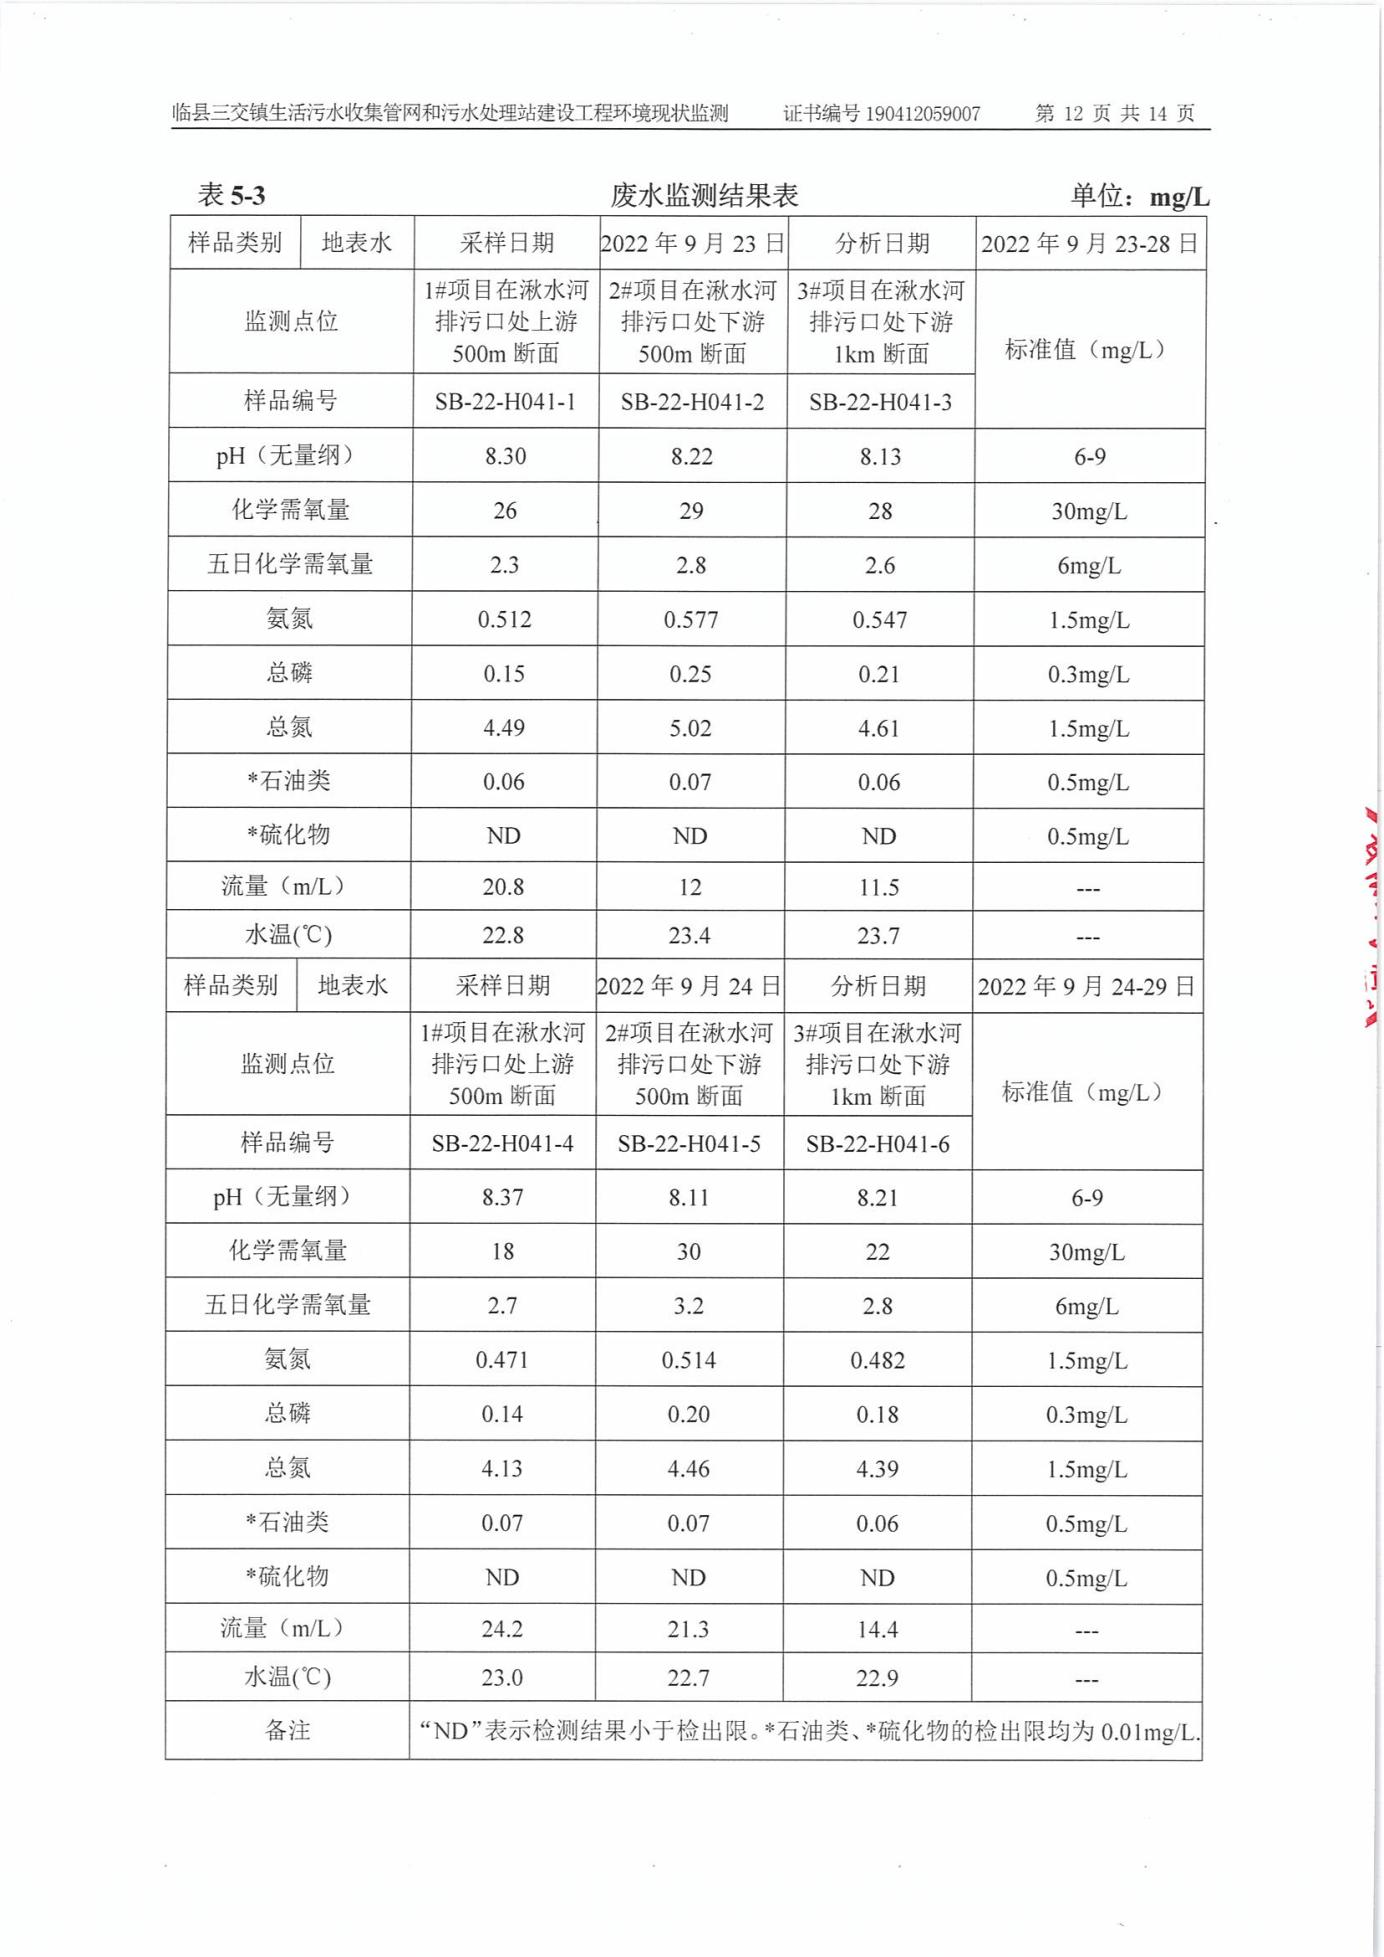 临县三交镇生活污水收集管网和污水处理站建设工程环境现状监测 证书编号 190412059007 第 12 页 共 14 页
表 5-3 废水监测结果表 单位：mg/L
样品类别 地表水 采样日期 2022 年 9 月 23 日 分析日期 2022 年 9 月 23-28 日
监测点位 1#项目在湫水河排污口处上游500m 断面 2#项目在湫水河排污口处下游500m 断面 3#项目在湫水河排污口处下游1km 断面 标准值（mg/L）
样品编号 SB-22-H041-1 SB-22-H041-2 SB-22-H041-3
pH（无量纲） 8.30 8.22 8.13 6-9
化学需氧量 26 29 28 30mg/L
五日化学需氧量 2.3 2.8 2.6 6mg/L
氨氮 0.512 0.577 0.547 1.5mg/L
总磷 0.15 0.25 0.21 0.3mg/L
总氮 4.49 5.02 4.61 1.5mg/L
*石油类 0.06 0.07 0.06 0.5mg/L
*硫化物 ND ND ND 0.5mg/L
流量（m/L） 20.8 12 11.5 ---
水温(℃) 22.8 23.4 23.7 ---
样品类别 地表水 采样日期 2022 年 9 月 24 日 分析日期 2022 年 9 月 24-29 日
监测点位 1#项目在湫水河排污口处上游500m 断面 2#项目在湫水河排污口处下游500m 断面 3#项目在湫水河排污口处下游1km 断面 标准值（mg/L）
样品编号 SB-22-H041-4 SB-22-H041-5 SB-22-H041-6
pH（无量纲） 8.37 8.11 8.21 6-9
化学需氧量 18 30 22 30mg/L
五日化学需氧量 2.7 3.2 2.8 6mg/L
氨氮 0.471 0.514 0.482 1.5mg/L
总磷 0.14 0.20 0.18 0.3mg/L
总氮 4.13 4.46 4.39 1.5mg/L
*石油类 0.07 0.07 0.06 0.5mg/L
*硫化物 ND ND ND 0.5mg/L
流量（m/L） 24.2 21.3 14.4 ---
水温(℃) 23.0 22.7 22.9 ---
备注 “ND”表示检测结果小于检出限。*石油类、*硫化物的检出限均为 0.01mg/L.